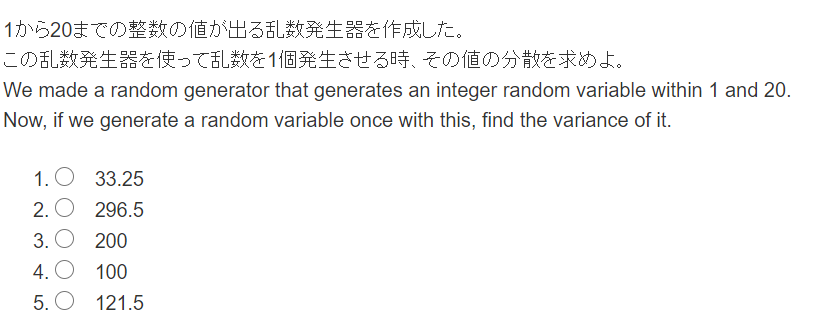 1から20までの整数の値が出る乱数発生器を作成した。
この乱数発生器を使って乱数を1個発生させる時、その値の分散を求めよ。
We made a random generator that generates an integer random variable within 1 and 20.
Now, if we generate a random variable once with this, find the variance of it.
1. 33.25
2. 296.5
3. 200
4. 100
5. 121.5